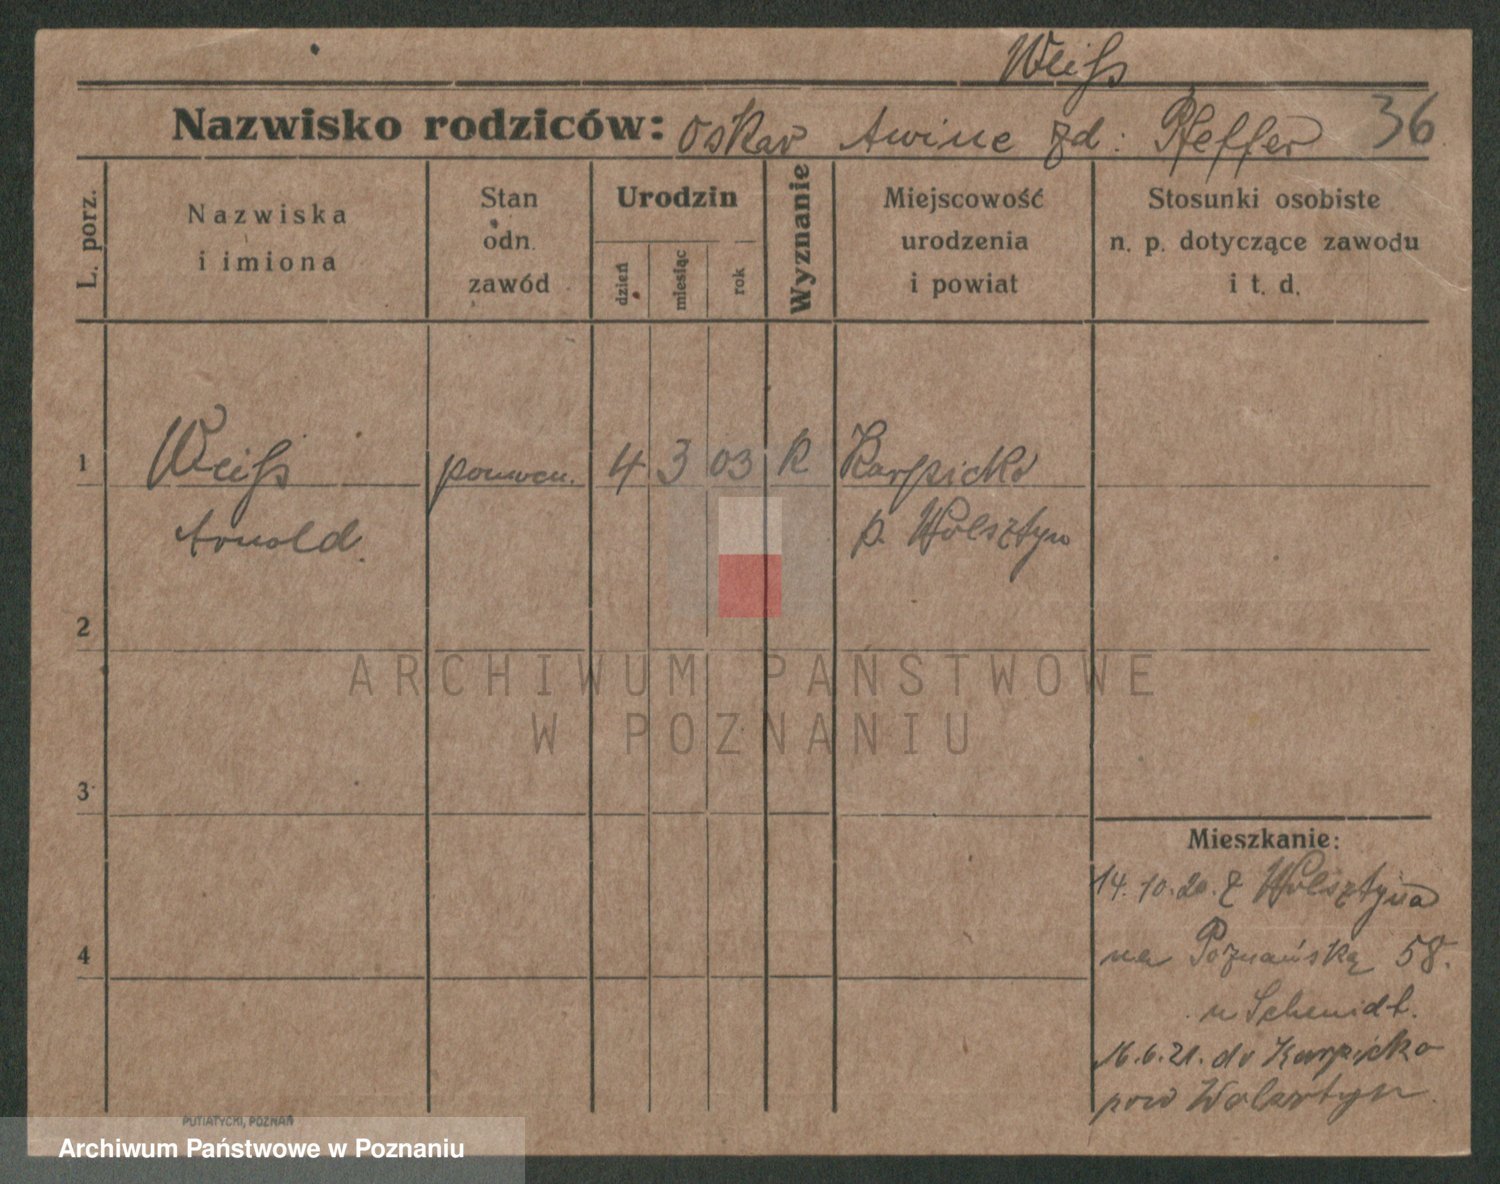 Weiß
Nazwisko rodziców: Oskar Awine zd: Pfeffer 36
L. porz.
Nazwiska
i imiona
Stan
odn.
zawód
Urodzin
dzień
miesiąc
rok
Wyznanie
Miejscowość
urodzenia
i powiat
Stosunki osobiste
n. p. dotyczące zawodu
i t. d.
1 Weiß pomocn. 4 3 03 K Karpicko
Arnold. p. Wolsztyn
2
3
4
Mieszkanie:
14.10.20. z Wolsztyna
na Poznańską 58.
u Schmidt.
16.6.21. do Karpicko
pow Wolsztyn.
PUTIATYCKI, POZNAŃ
ARCHIWUM PAŃSTWOWE
W POZNANIU
Archiwum Państwowe w Poznaniu